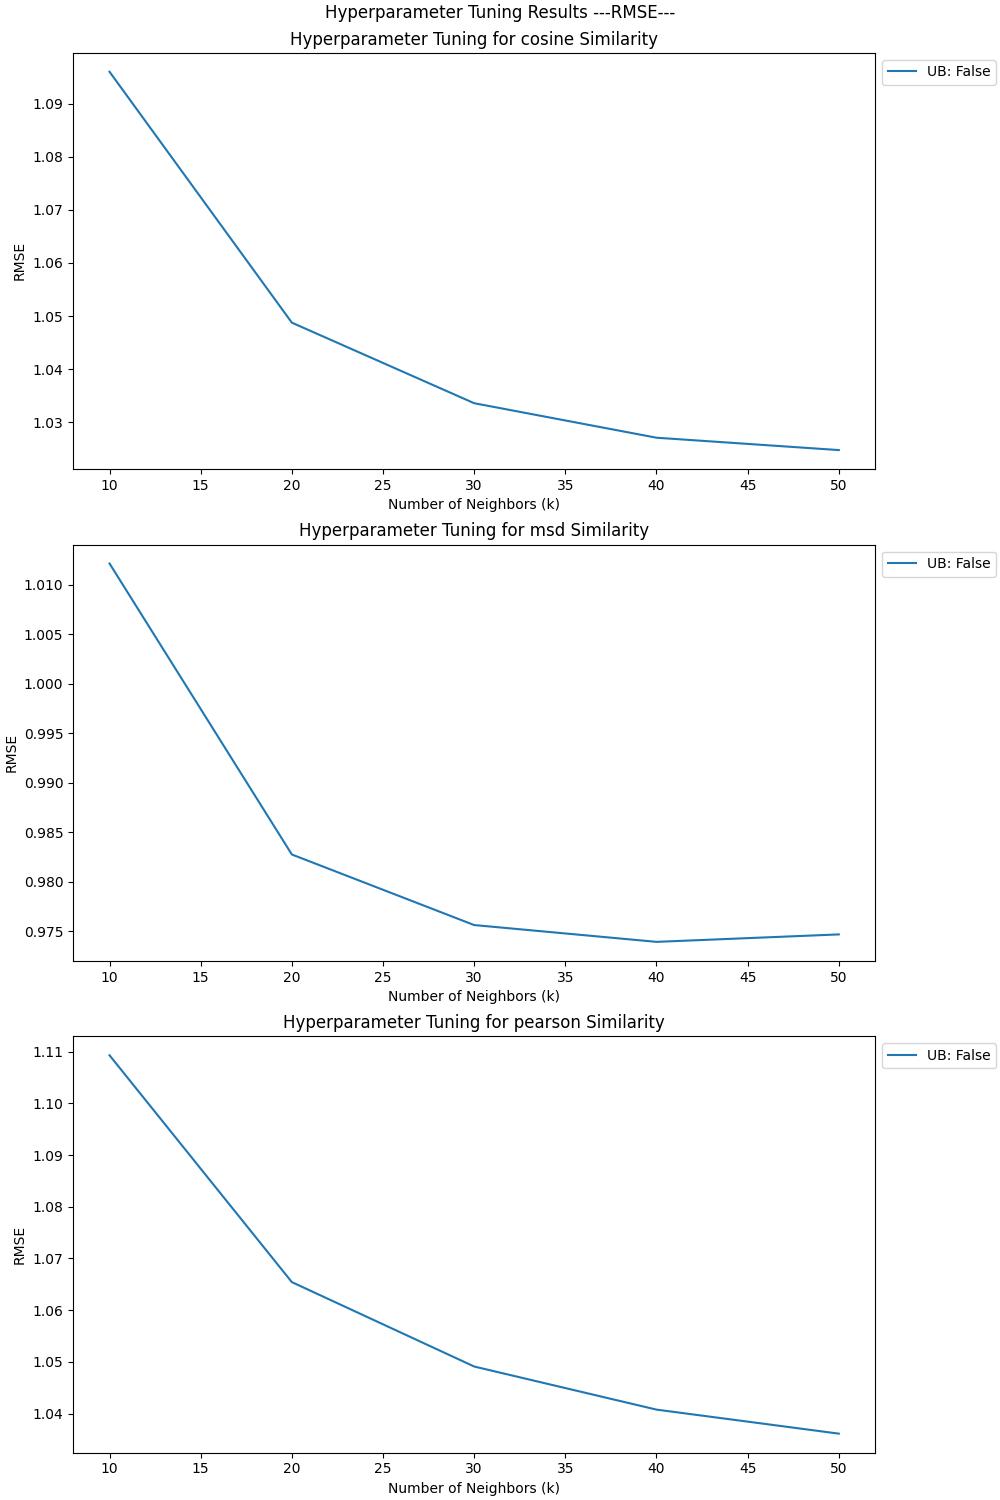 Hyperparameter Tuning Results ---RMSE---
Hyperparameter Tuning for cosine Similarity
UB: False
1.09
1.08
1.07
1.06
1.05
1.04
1.03
RMSE
10 15 20 25 30 35 40 45 50
Number of Neighbors (k)
Hyperparameter Tuning for msd Similarity
UB: False
1.010
1.005
1.000
0.995
0.990
0.985
0.980
0.975
RMSE
10 15 20 25 30 35 40 45 50
Number of Neighbors (k)
Hyperparameter Tuning for pearson Similarity
UB: False
1.11
1.10
1.09
1.08
1.07
1.06
1.05
1.04
RMSE
10 15 20 25 30 35 40 45 50
Number of Neighbors (k)